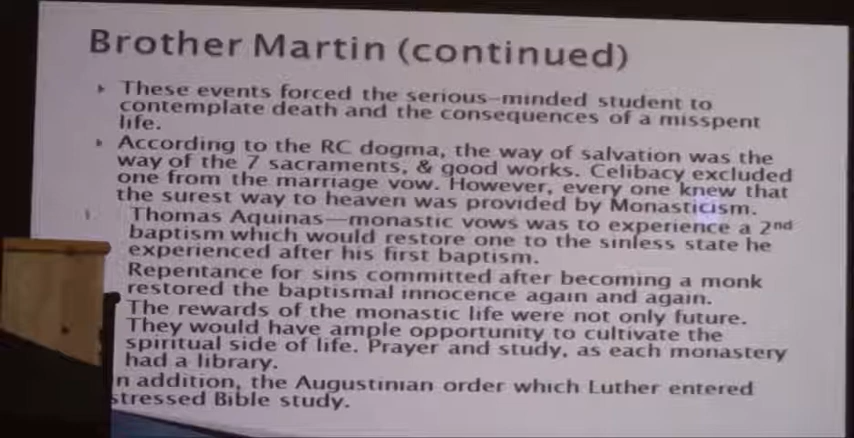 Brother Martin (continued)
These events forced the serious-minded student to
contemplate death and the consequences of a misspent
life.
According to the RC dogma, the way of salvation was the
way of the 7 sacraments, & good works. Celibacy excluded
one from the marriage vow. However, every one knew that
the surest way to heaven was provided by Monasticism.
Thomas Aquinas—monastic vows was to experience a 2nd
baptism which would restore one to the sinless state he
experienced after his first baptism.
Repentance for sins committed after becoming a monk
restored the baptismal innocence again and again.
The rewards of the monastic life were not only future.
They would have ample opportunity to cultivate the
spiritual side of life. Prayer and study, as each monastery
had a library.
n addition, the Augustinian order which Luther entered
stressed Bible study.